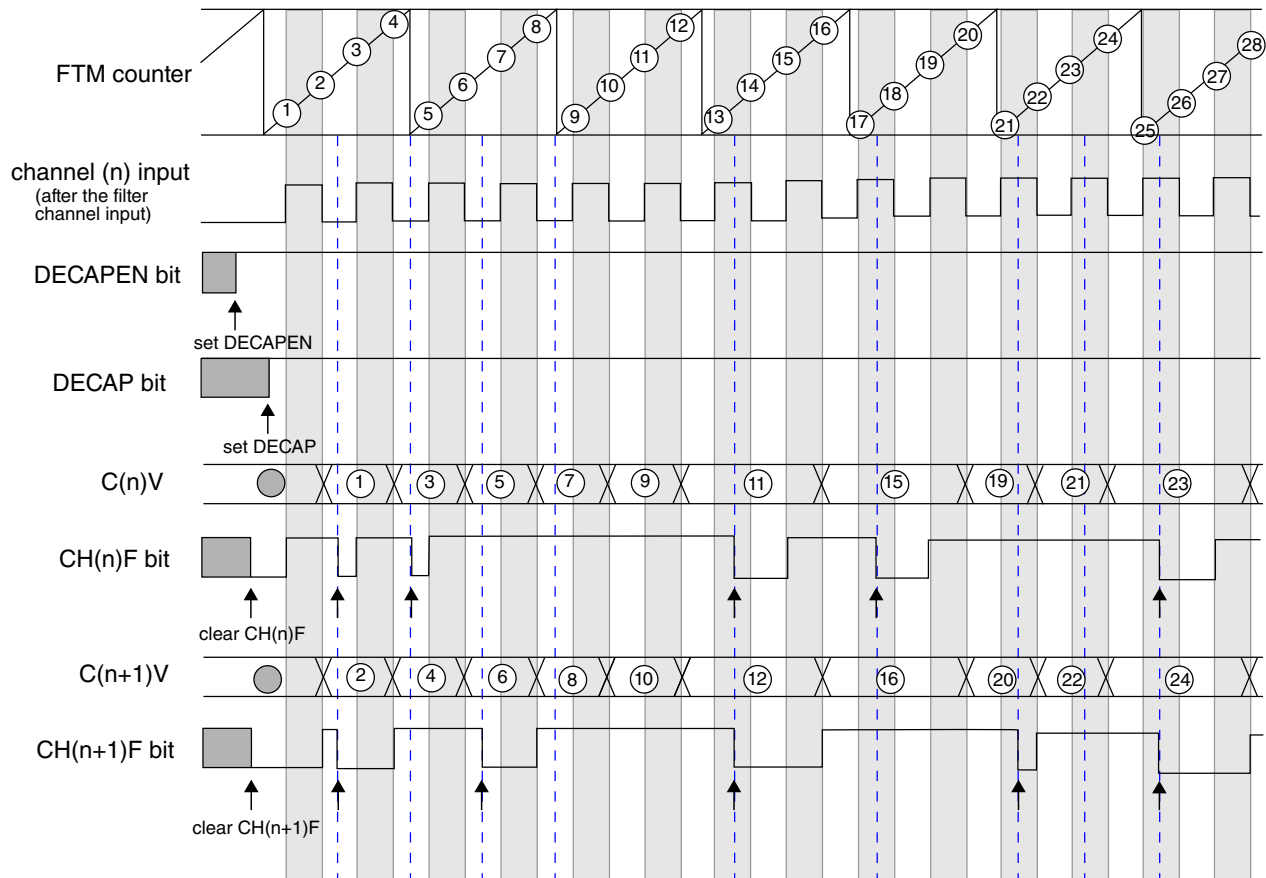 FTM counter
1 2 3 4 5 6 7 8 9 10 11 12 13 14 15 16 17 18 19 20 21 22 23 24 25 26 27 28
channel (n) input
(after the filter
channel input)
DECAPEN bit
set DECAPEN
DECAP bit
set DECAP
C(n)V
1 3 5 7 9 11 15 19 21 23
CH(n)F bit
clear CH(n)F
C(n+1)V
2 4 6 8 10 12 16 20 22 24
CH(n+1)F bit
clear CH(n+1)F